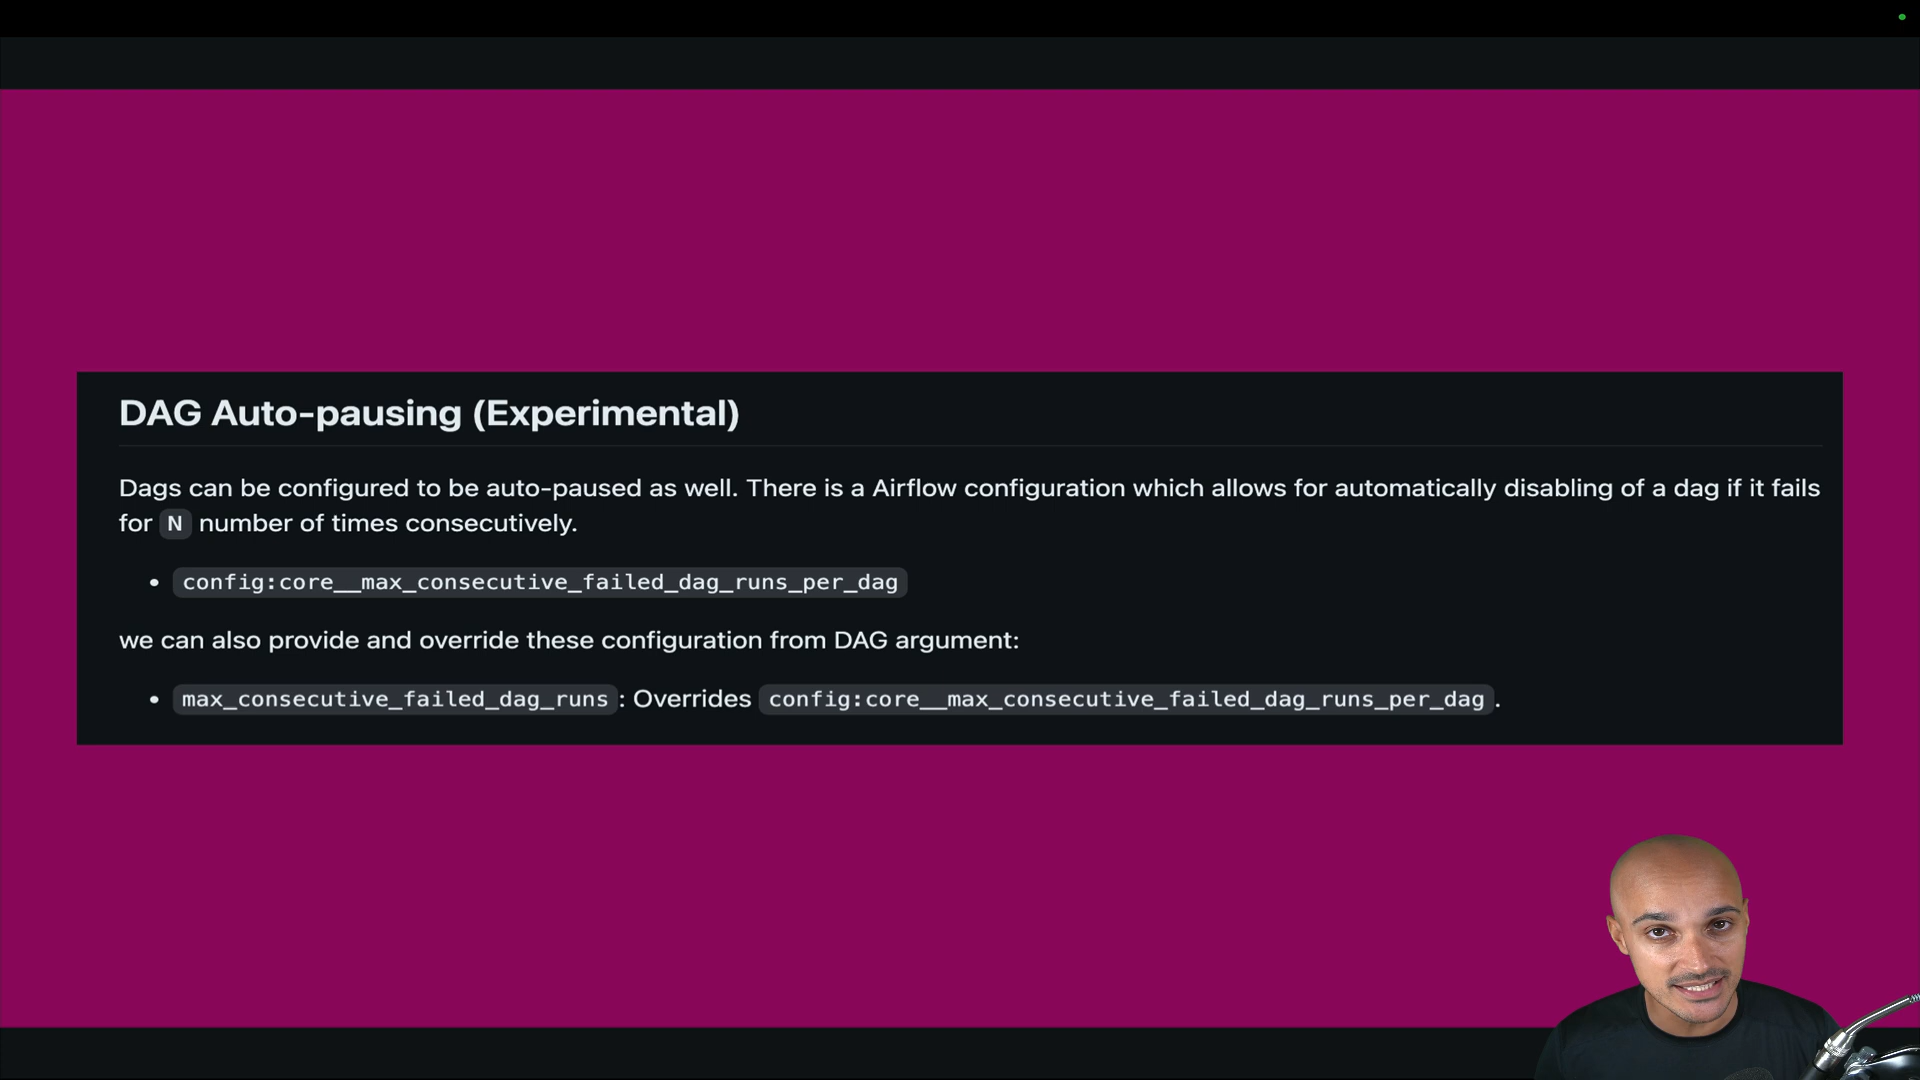 DAG Auto-pausing (Experimental)
Dags can be configured to be auto-paused as well. There is a Airflow configuration which allows for automatically disabling of a dag if it fails
for N number of times consecutively.
• config:core__max_consecutive_failed_dag_runs_per_dag
we can also provide and override these configuration from DAG argument:
• max_consecutive_failed_dag_runs: Overrides config:core__max_consecutive_failed_dag_runs_per_dag.